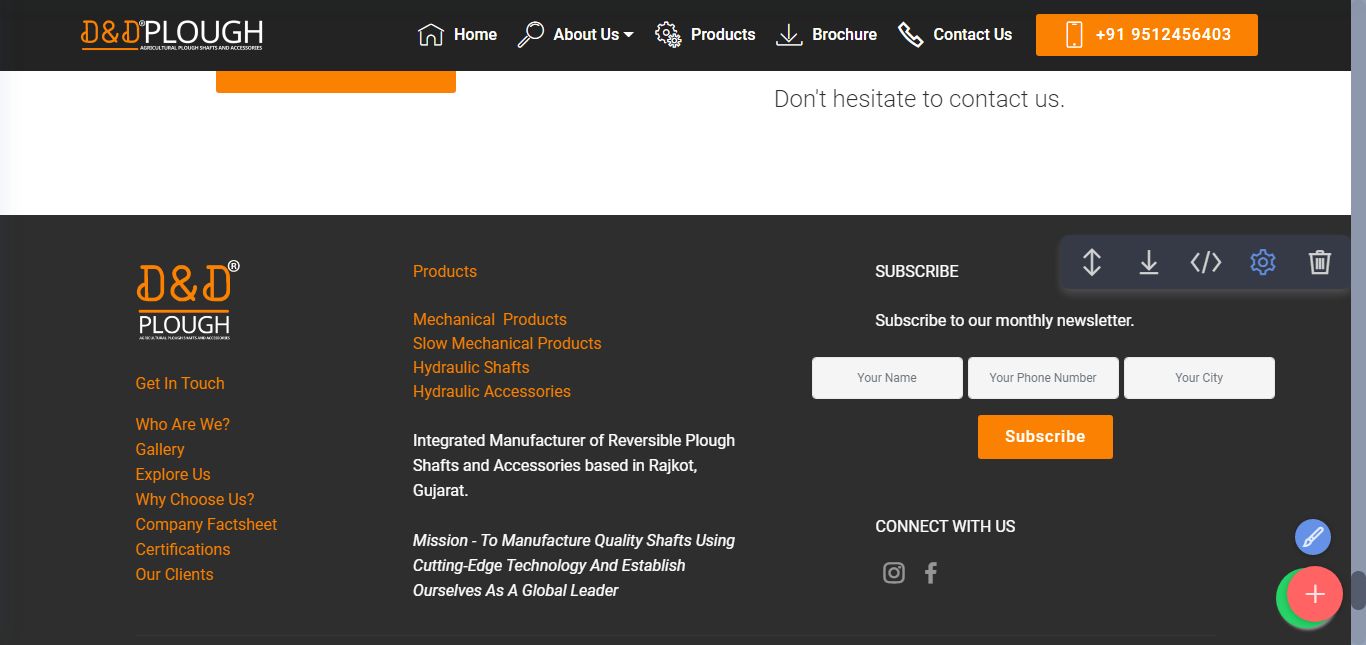 D&D® PLOUGH
AGRICULTURAL PLOUGH SHAFTS AND ACCESSORIES
Home
About Us
Products
Brochure
Contact Us
+91 9512456403
Don't hesitate to contact us.
D&D®
PLOUGH
AGRICULTURAL PLOUGH SHAFTS AND ACCESSORIES
Get In Touch
Who Are We?
Gallery
Explore Us
Why Choose Us?
Company Factsheet
Certifications
Our Clients
Products
Mechanical  Products
Slow Mechanical Products
Hydraulic Shafts
Hydraulic Accessories
Integrated Manufacturer of Reversible Plough
Shafts and Accessories based in Rajkot,
Gujarat.
Mission - To Manufacture Quality Shafts Using
Cutting-Edge Technology And Establish
Ourselves As A Global Leader
SUBSCRIBE
Subscribe to our monthly newsletter.
Your Name
Your Phone Number
Your City
Subscribe
CONNECT WITH US